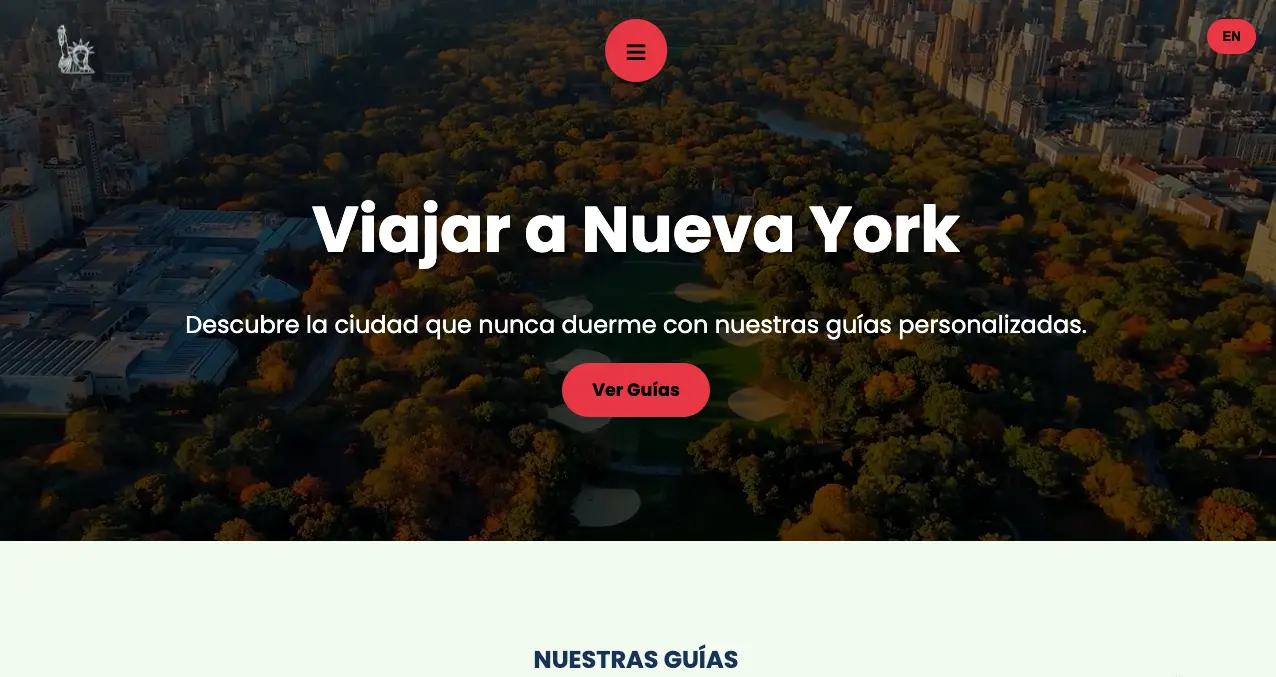 EN
Viajar a Nueva York
Descubre la ciudad que nunca duerme con nuestras guías personalizadas.
Ver Guías
NUESTRAS GUÍAS